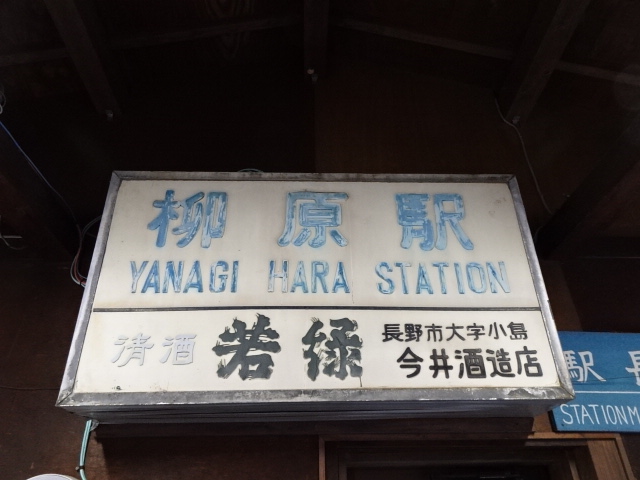 柳原駅
YANAGI HARA STATION
清酒 若緑
長野市大字小島
今井酒造店
駅
STATION